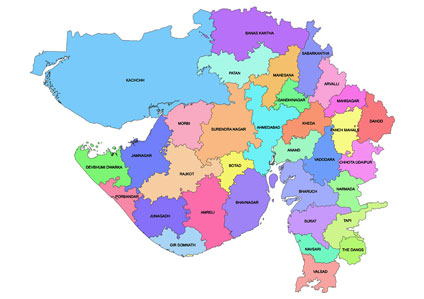 BANAS KANTHA
SABARKANTHA
PATAN
MAHESANA
KACHCHH
ARVALLI
GANDHINAGAR
MAHISAGAR
MORBI
SURENDRA NAGAR
AHMEDABAD
KHEDA
PANCH MAHALS
DAHOD
ANAND
JAMNAGAR
VADODARA
CHHOTA UDAIPUR
DEVBHUMI DWARKA
RAJKOT
BOTAD
PORBANDAR
BHARUCH
NARMADA
JUNAGADH
AMRELI
BHAVNAGAR
SURAT
TAPI
GIR SOMNATH
NAVSARI
THE DANGS
VALSAD